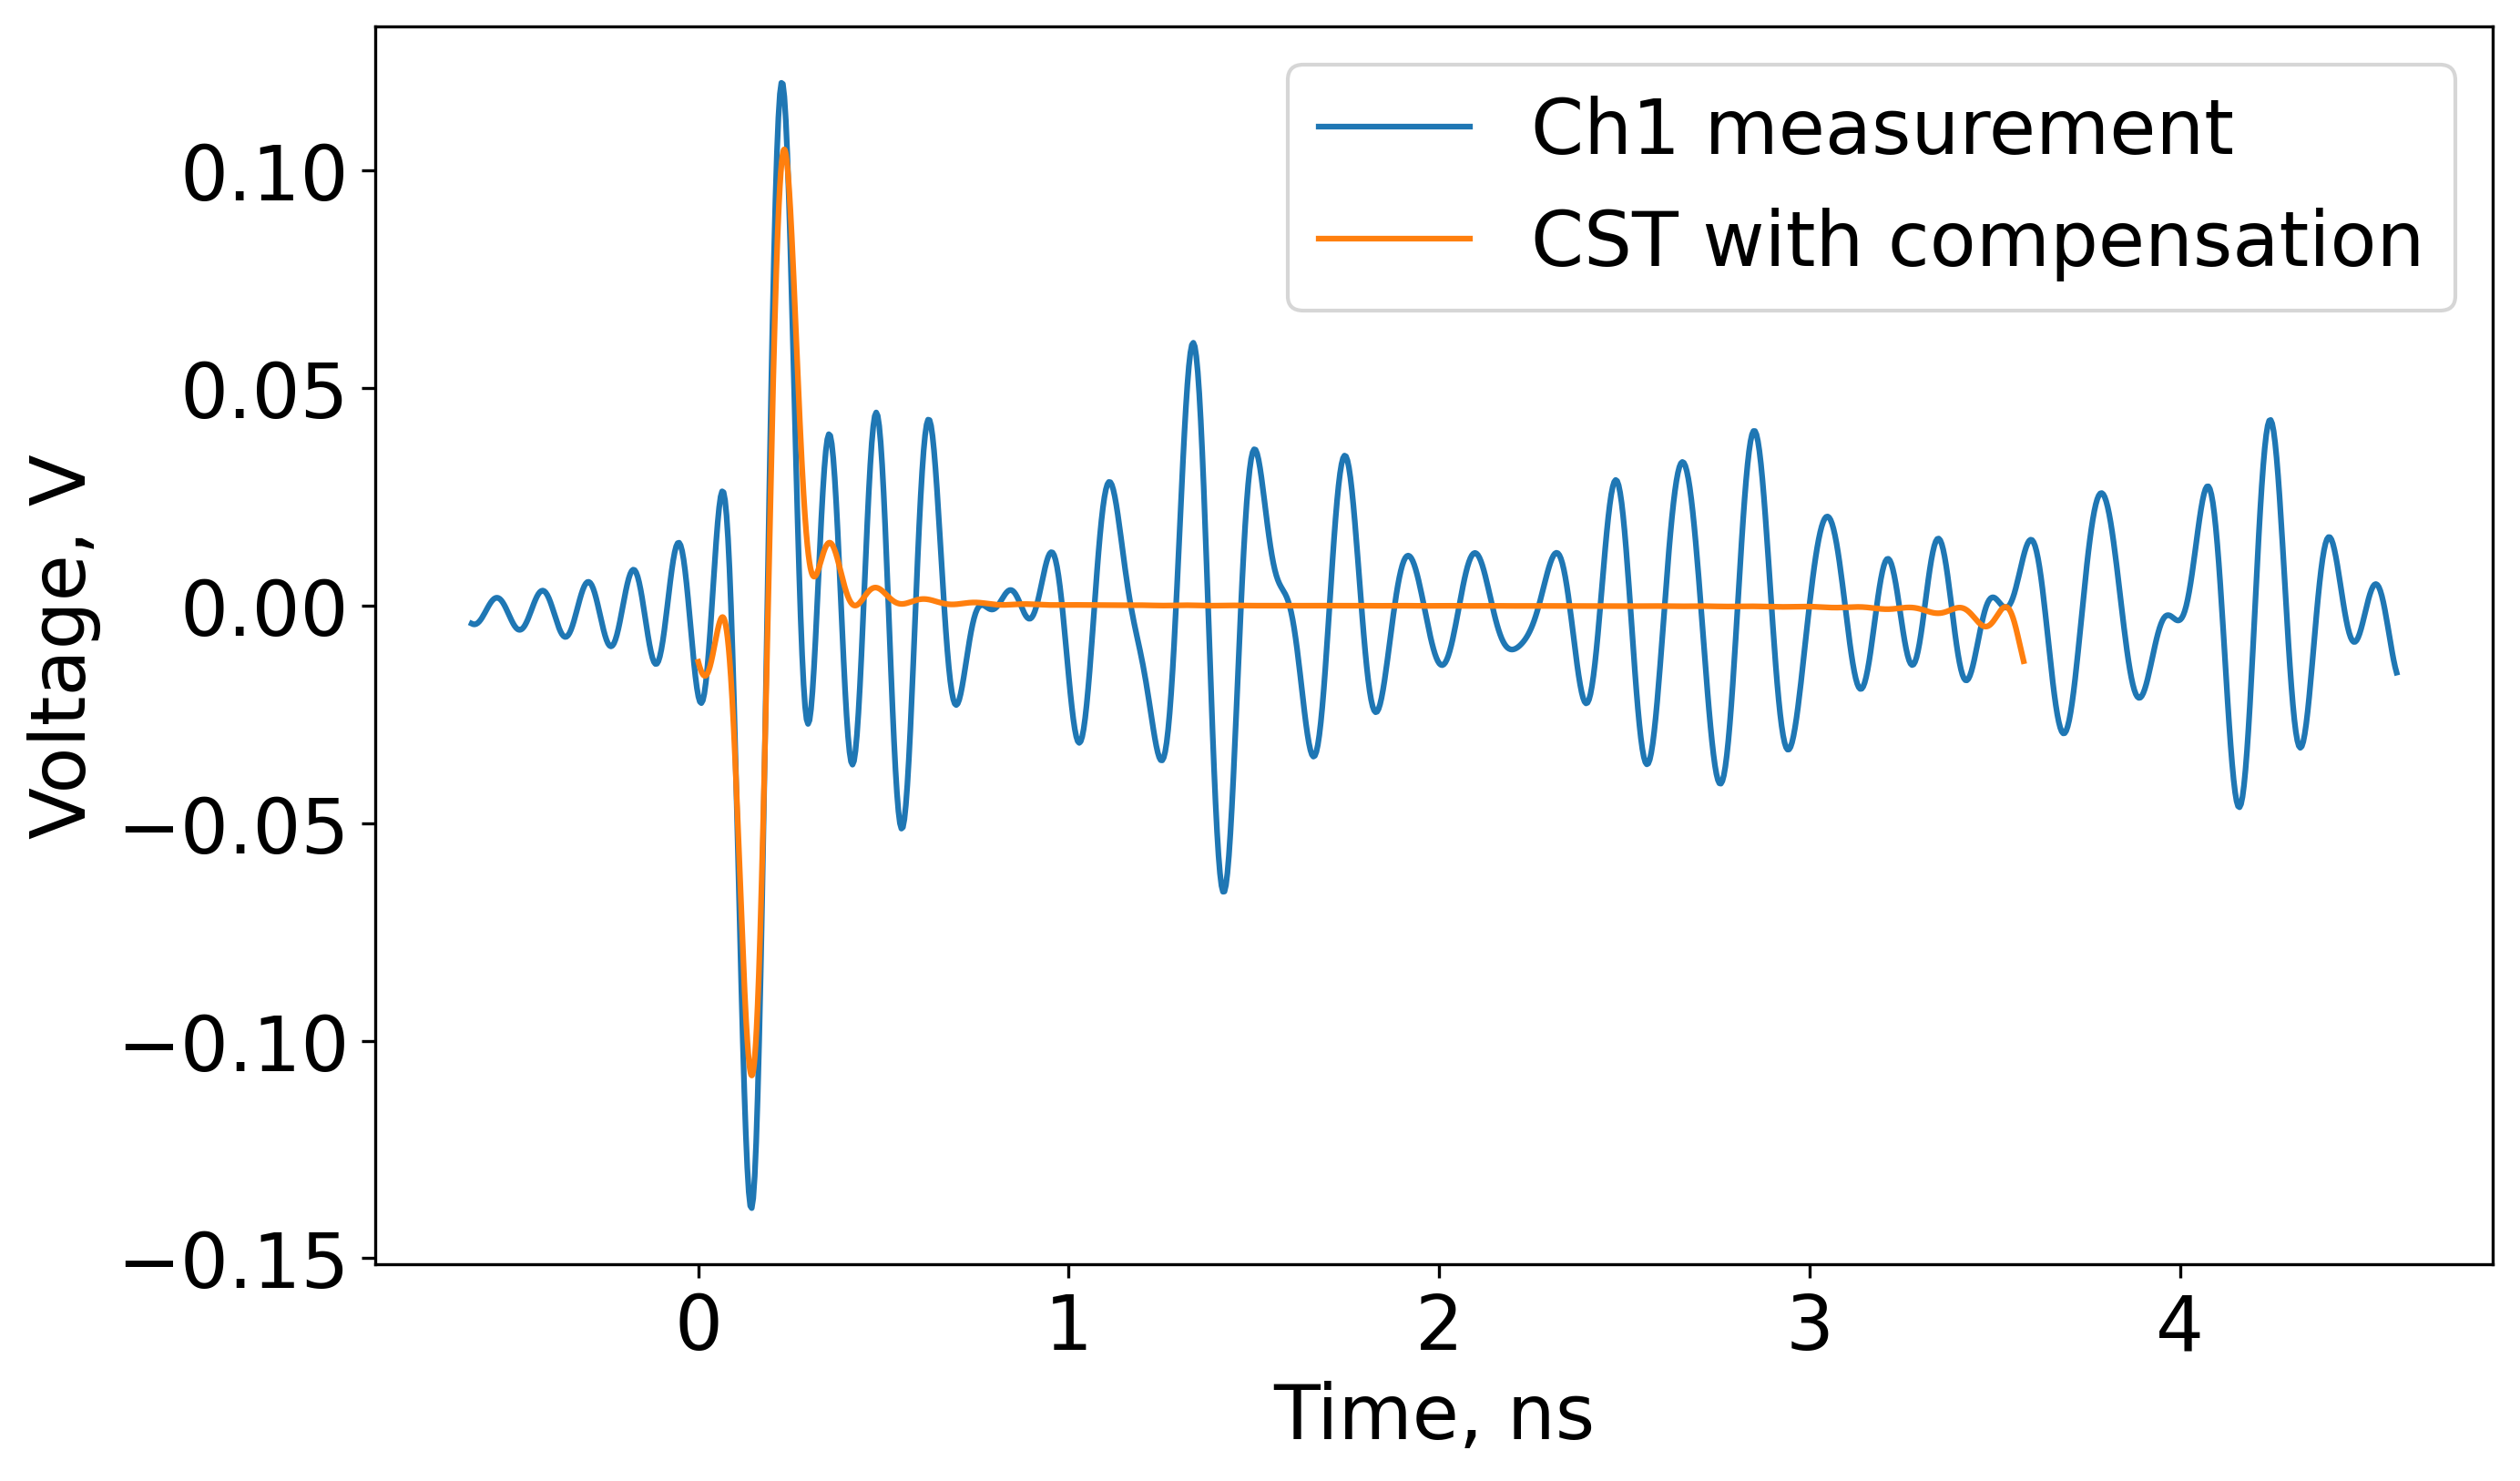 Ch1 measurement
CST with compensation
Voltage, V
0.10
0.05
0.00
−0.05
−0.10
−0.15
0 1 2 3 4
Time, ns